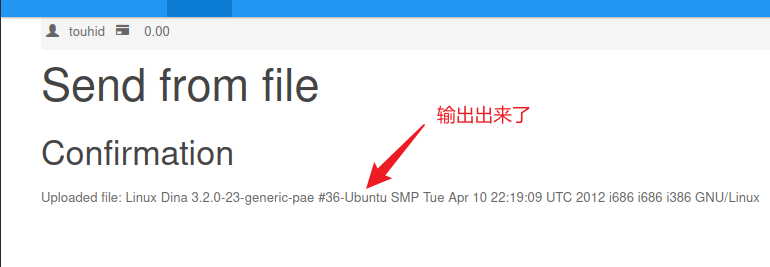 touhid 0.00
Send from file
输出出来了
Confirmation
Uploaded file: Linux Dina 3.2.0-23-generic-pae #36-Ubuntu SMP Tue Apr 10 22:19:09 UTC 2012 i686 i686 i386 GNU/Linux